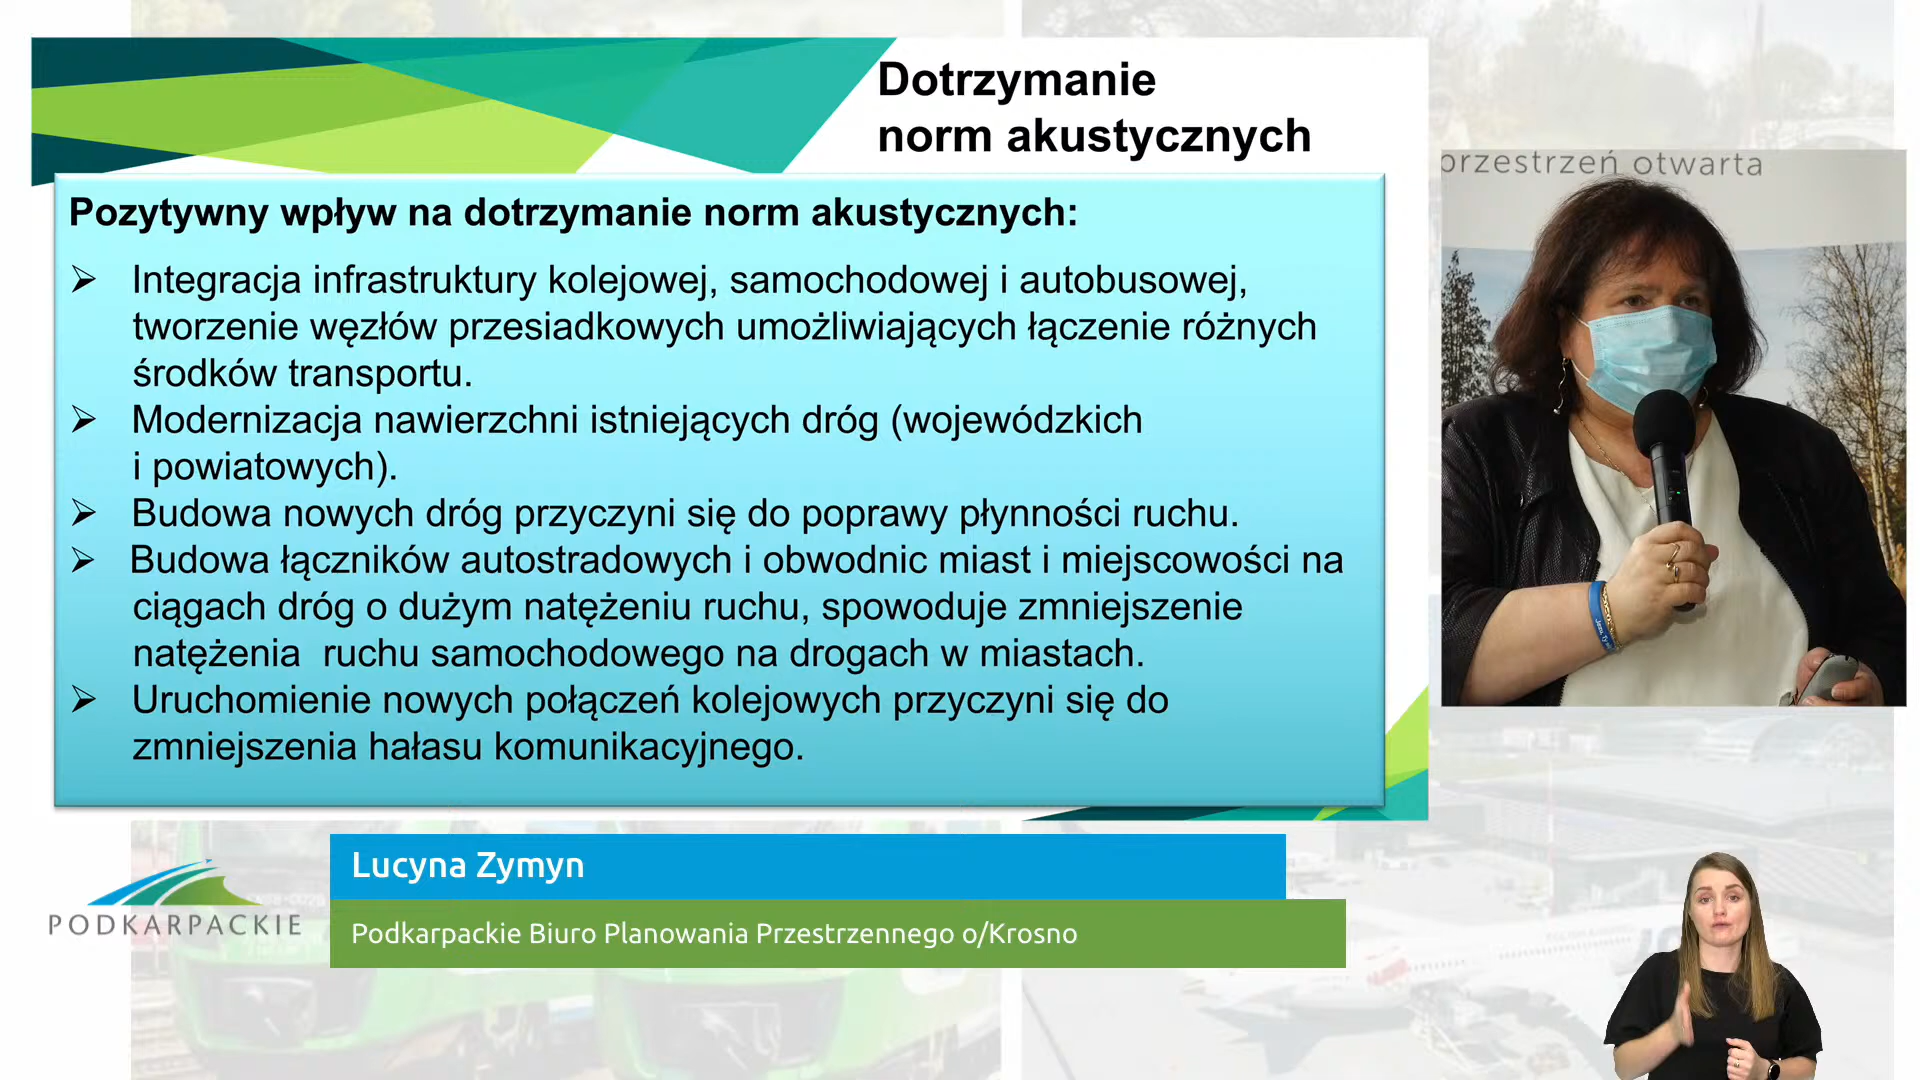 Dotrzymanie
norm akustycznych
Pozytywny wpływ na dotrzymanie norm akustycznych:
➢ Integracja infrastruktury kolejowej, samochodowej i autobusowej,
tworzenie węzłów przesiadkowych umożliwiających łączenie różnych
środków transportu.
➢ Modernizacja nawierzchni istniejących dróg (wojewódzkich
i powiatowych).
➢ Budowa nowych dróg przyczyni się do poprawy płynności ruchu.
➢ Budowa łączników autostradowych i obwodnic miast i miejscowości na
ciągach dróg o dużym natężeniu ruchu, spowoduje zmniejszenie
natężenia  ruchu samochodowego na drogach w miastach.
➢ Uruchomienie nowych połączeń kolejowych przyczyni się do
zmniejszenia hałasu komunikacyjnego.
przestrzeń otwarta
PODKARPACKIE
Lucyna Zymyn
Podkarpackie Biuro Planowania Przestrzennego o/Krosno